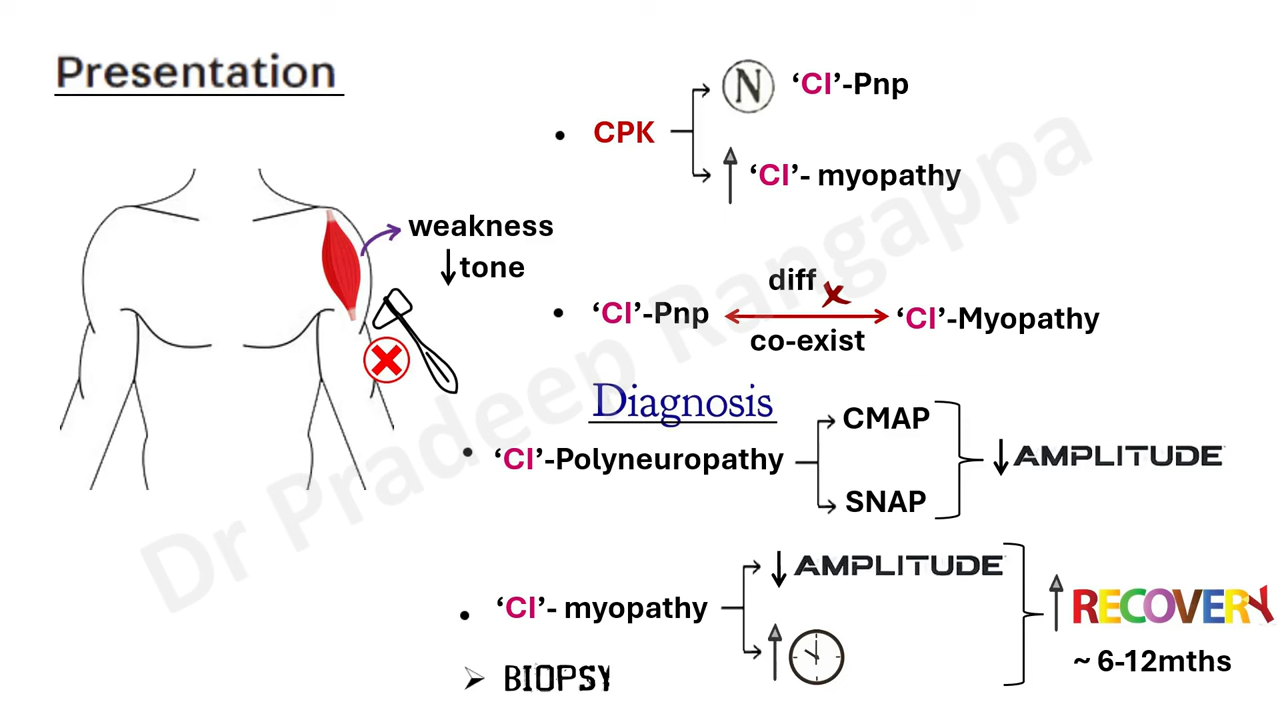 Presentation
• CPK
N 'CI'-Pnp
↑ 'CI'- myopathy
weakness
↓tone
• 'CI'-Pnp
diff
co-exist
'CI'-Myopathy
Diagnosis
• 'CI'-Polyneuropathy
CMAP
SNAP
↓AMPLITUDE
• 'CI'- myopathy
↓ AMPLITUDE
↑
↑ RECOVERY
~ 6-12mths
➢ BIOPSY
Dr Pradeep Rangappa